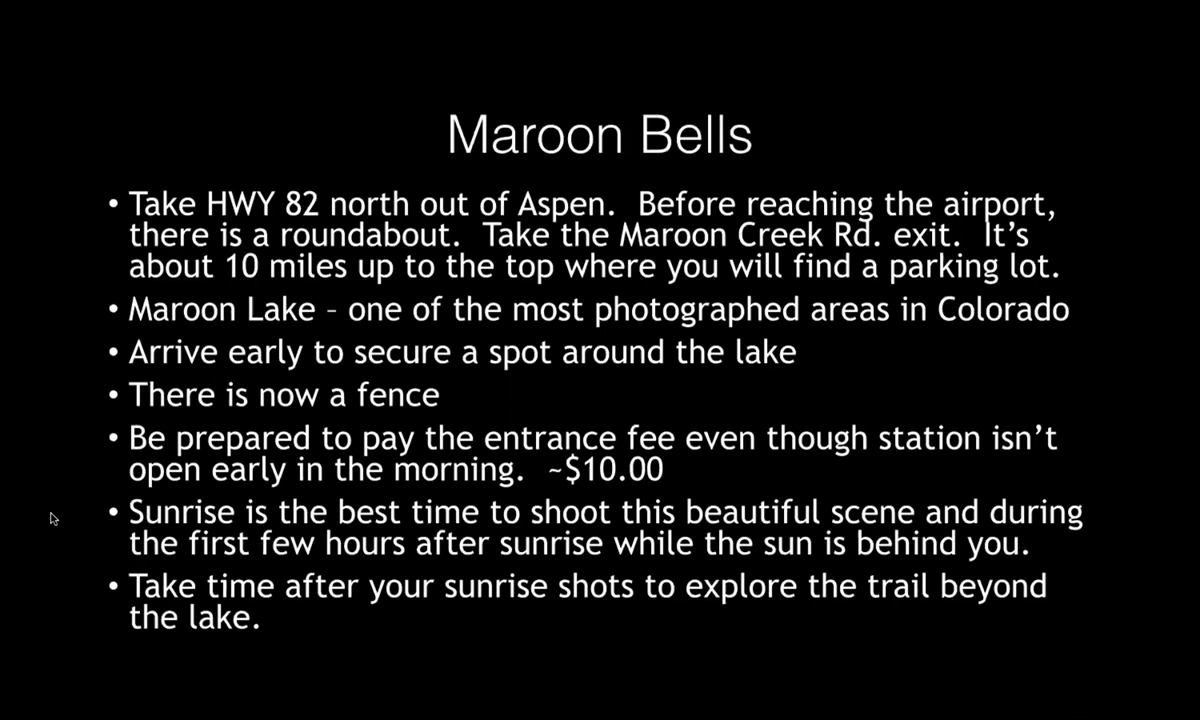 Maroon Bells
• Take HWY 82 north out of Aspen.  Before reaching the airport,
there is a roundabout.  Take the Maroon Creek Rd. exit.  It's
about 10 miles up to the top where you will find a parking lot.
• Maroon Lake – one of the most photographed areas in Colorado
• Arrive early to secure a spot around the lake
• There is now a fence
• Be prepared to pay the entrance fee even though station isn't
open early in the morning.  ~$10.00
• Sunrise is the best time to shoot this beautiful scene and during
the first few hours after sunrise while the sun is behind you.
• Take time after your sunrise shots to explore the trail beyond
the lake.